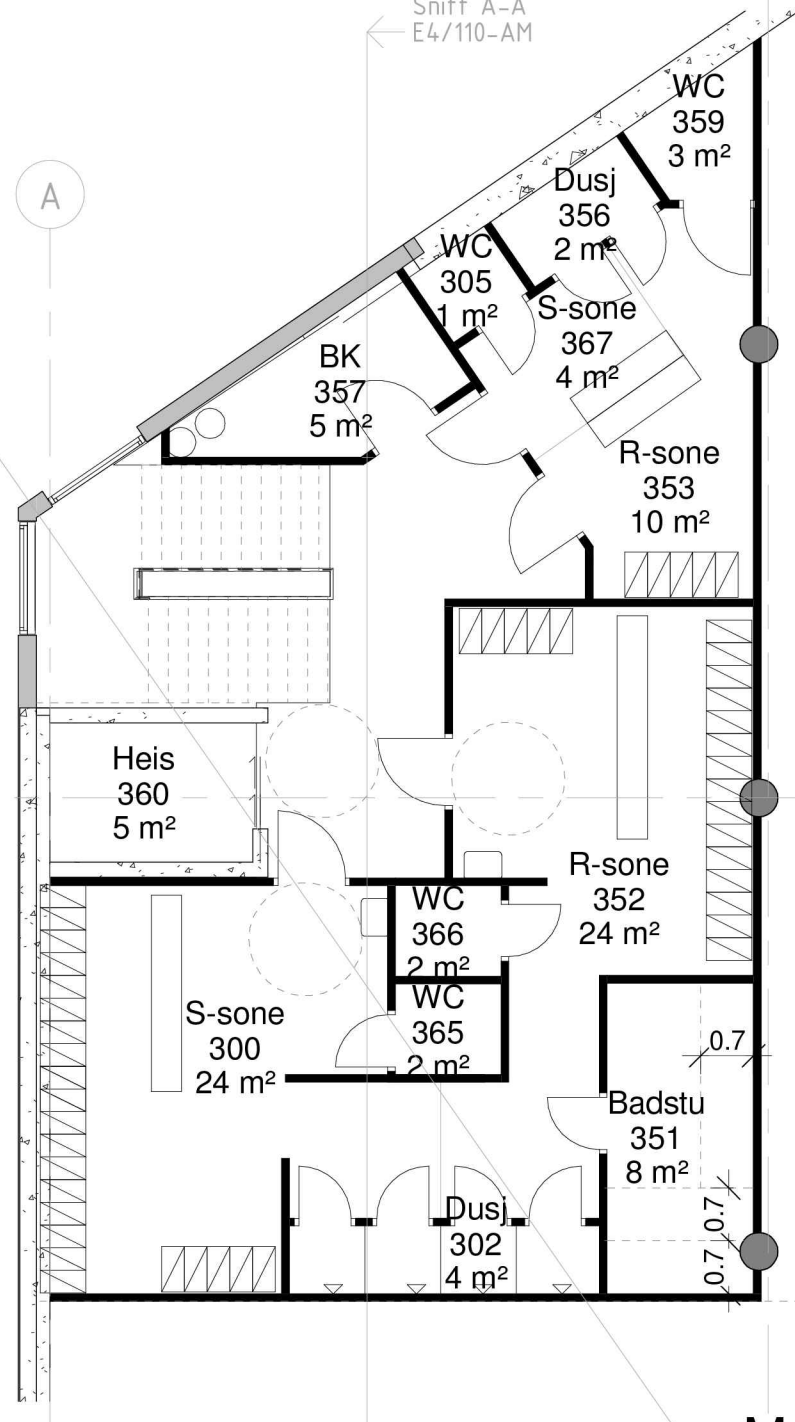 Snitt A-A
E4/110-AM
A
WC
359
3 m²
Dusj
356
2 m²
WC
305
1 m²
S-sone
367
4 m²
BK
357
5 m²
R-sone
353
10 m²
Heis
360
5 m²
R-sone
352
24 m²
WC
366
2 m²
WC
365
2 m²
S-sone
300
24 m²
0.7
Badstu
351
8 m²
0.7
0.7
Dusj
302
4 m²